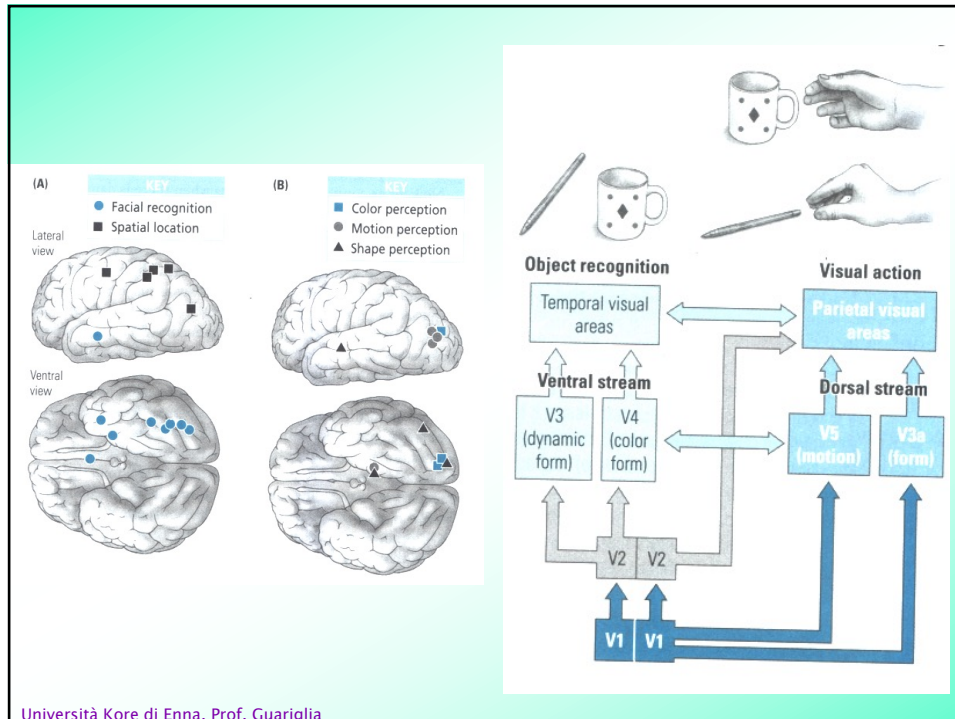 (A)
KEY
Facial recognition
Spatial location
Lateral
view
Ventral
view
(B)
KEY
Color perception
Motion perception
Shape perception
Object recognition
Visual action
Temporal visual
areas
Parietal visual
areas
Ventral stream
Dorsal stream
V3
(dynamic
form)
V4
(color
form)
V5
(motion)
V3a
(form)
V2 V2
V1 V1
Università Kore di Enna, Prof. Guariglia